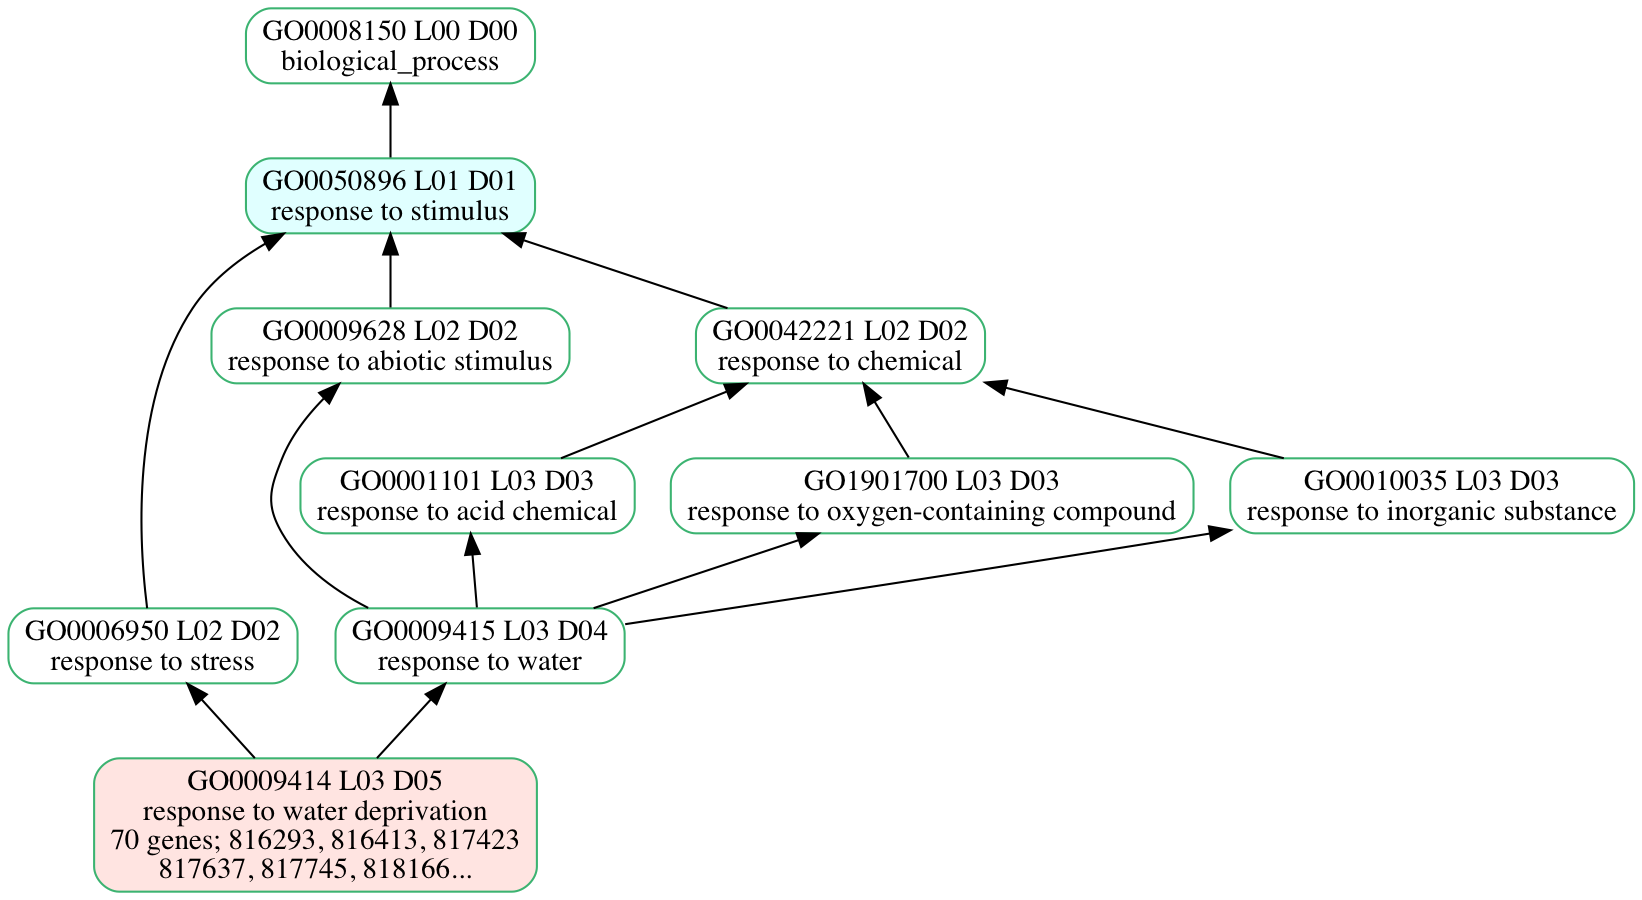 GO0008150 L00 D00
biological_process
GO0050896 L01 D01
response to stimulus
GO0009628 L02 D02
response to abiotic stimulus
GO0042221 L02 D02
response to chemical
GO0001101 L03 D03
response to acid chemical
GO1901700 L03 D03
response to oxygen-containing compound
GO0010035 L03 D03
response to inorganic substance
GO0006950 L02 D02
response to stress
GO0009415 L03 D04
response to water
GO0009414 L03 D05
response to water deprivation
70 genes; 816293, 816413, 817423
817637, 817745, 818166...